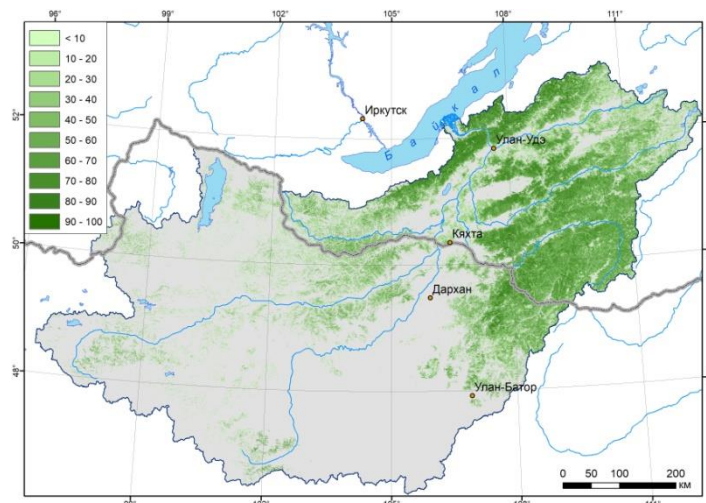 96°
99°
102°
105°
108°
111°
< 10
10 - 20
20 - 30
30 - 40
40 - 50
50 - 60
60 - 70
70 - 80
80 - 90
90 - 100
52°
Иркутск
Байкал
Улан-Удэ
50°
Кяхта
Дархан
48°
Улан-Батор
0 50 100 200
км